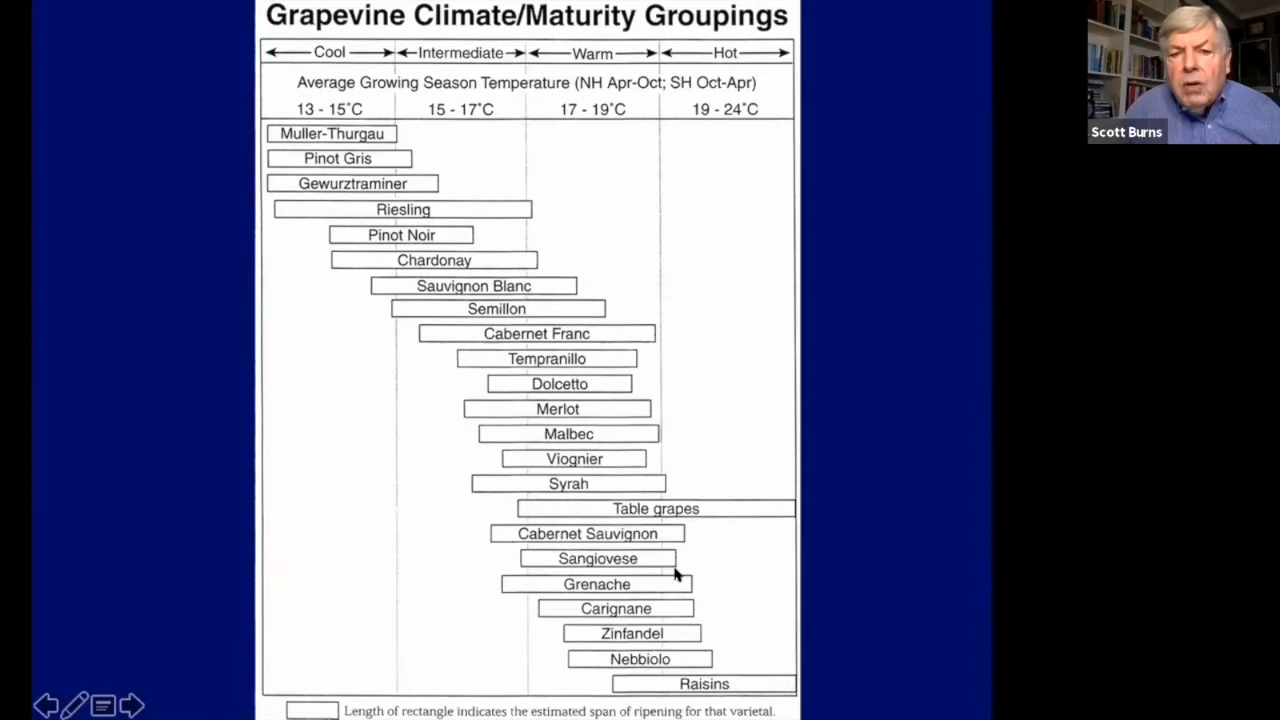 Grapevine Climate/Maturity Groupings
Cool Intermediate Warm Hot
Average Growing Season Temperature (NH Apr-Oct; SH Oct-Apr)
13 - 15˚C 15 - 17˚C 17 - 19˚C 19 - 24˚C
Muller-Thurgau
Pinot Gris
Gewurztraminer
Riesling
Pinot Noir
Chardonay
Sauvignon Blanc
Semillon
Cabernet Franc
Tempranillo
Dolcetto
Merlot
Malbec
Viognier
Syrah
Table grapes
Cabernet Sauvignon
Sangiovese
Grenache
Carignane
Zinfandel
Nebbiolo
Raisins
Length of rectangle indicates the estimated span of ripening for that varietal.
Scott Burns